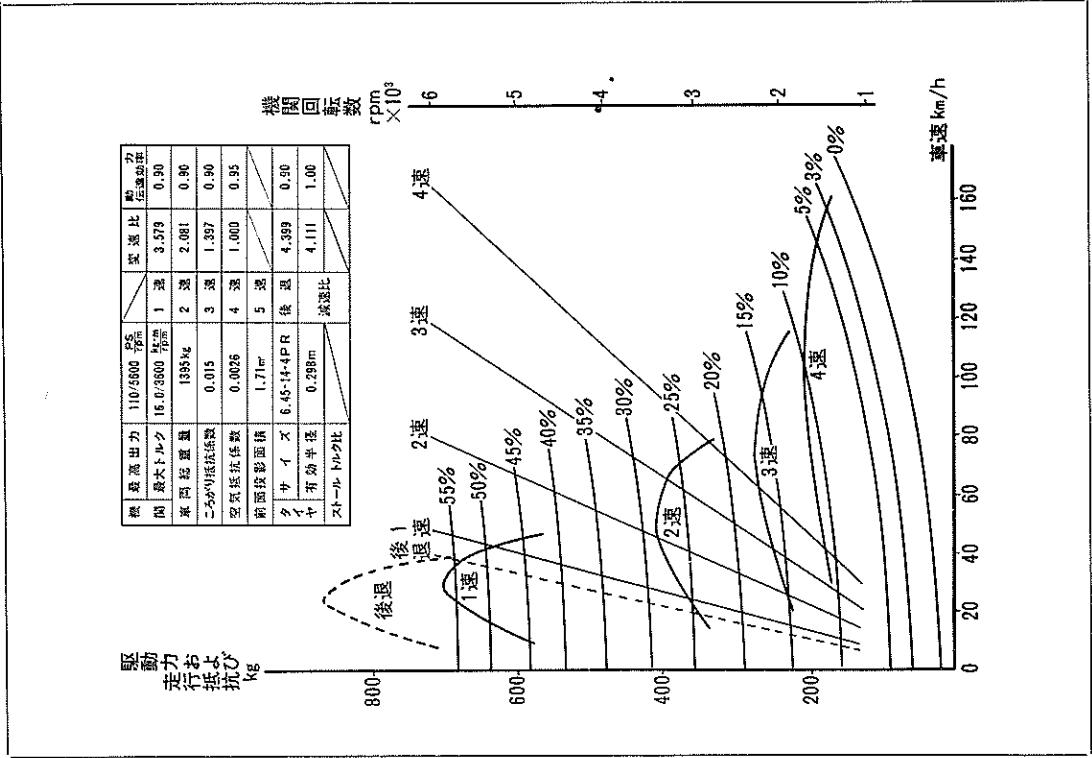 機関 最高出力 110/5600 PS/rpm 変速比 動力伝達効率
最大トルク 16.0/3600 kg-m/rpm 1速 3.579 0.90
車両総重量 1395kg 2速 2.081 0.90
ころがり抵抗係数 0.015 3速 1.397 0.90
空気抵抗係数 0.0026 4速 1.000 0.95
前面投影面積 1.71㎡ 5速
タイヤ サイズ 6.45-14-4PR 後退 4.399 0.90
有効半径 0.298m 減速比 4.111 1.00
ストールトルク比
駆動力
走行および
抵抗
kg
800
600
400
200
機関回転数
rpm
×10³
6
5
4
3
2
1
後退
1速
2速
3速
4速
後退
1速
2速
3速
4速
55%
50%
45%
40%
35%
30%
25%
20%
15%
10%
5%
3%
0%
0
20
40
60
80
100
120
140
160
車速 km/h